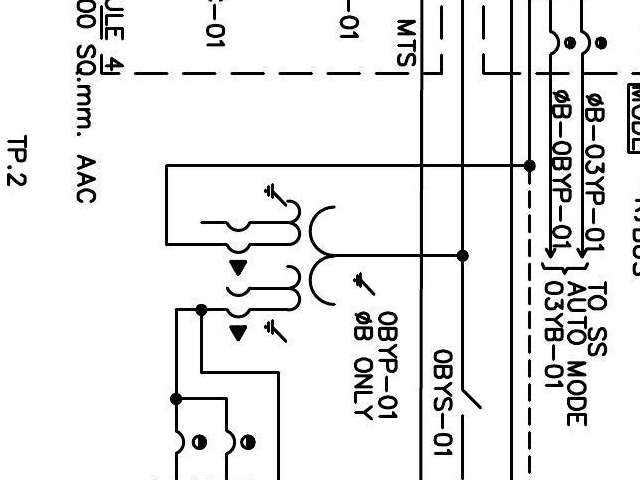 ØB-03YP-01
ØB-0BYP-01
TO SS
AUTO MODE
03YB-01
0BYS-01
MTS
0BYP-01
ØB ONLY
-01
-01
ULE 4
00 SQ.mm. AAC
TP.2